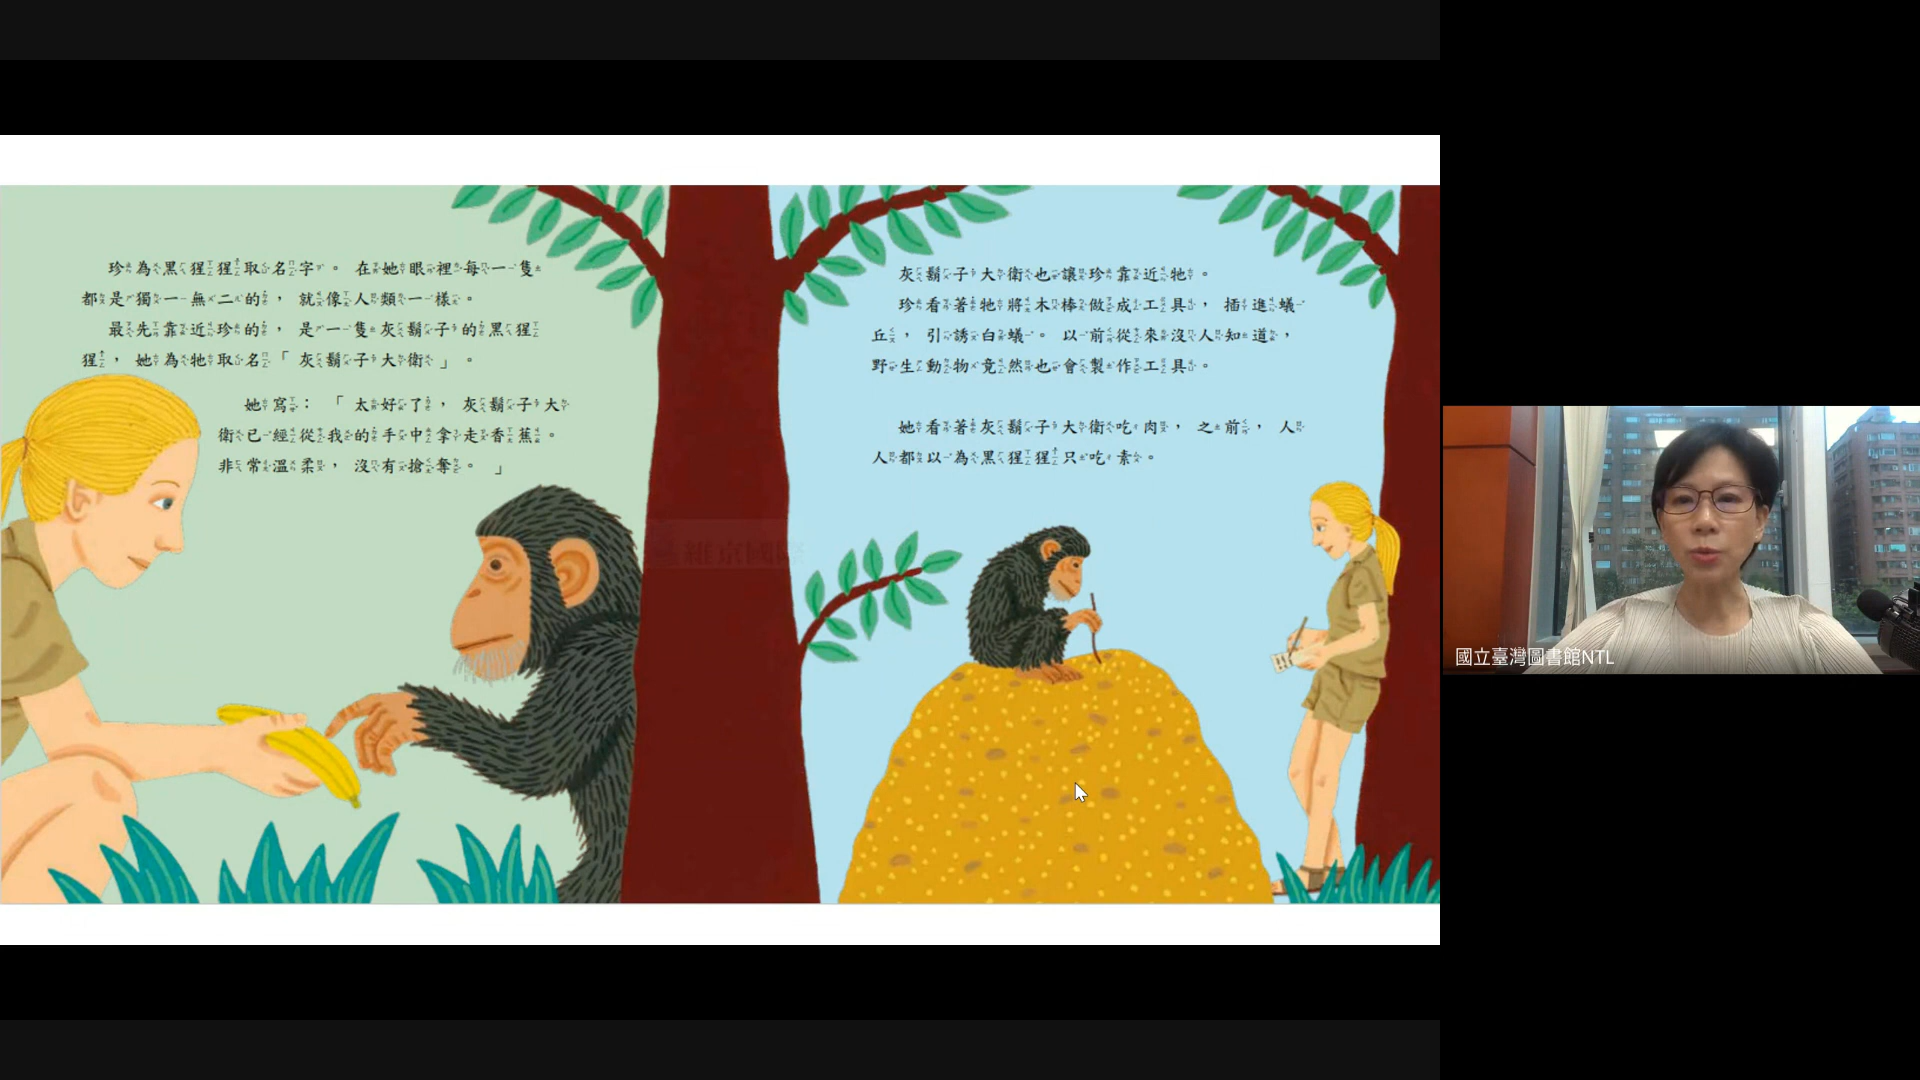 珍為黑猩猩取名字。在她眼裡每一隻
都是獨一無二的，就像人類一樣。
最先靠近珍的，是一隻灰鬍子的黑猩
猩，她為牠取名「灰鬍子大衛」。
她寫：「太好了，灰鬍子大
衛已經從我的手中拿走香蕉。
非常溫柔，沒有搶奪。」
灰鬍子大衛也讓珍靠近牠。
珍看著牠將木棒做成工具，插進蟻
丘，引誘白蟻。以前從來沒人知道，
野生動物竟然也會製作工具。
她看著灰鬍子大衛吃肉，之前，人
人都以為黑猩猩只吃素。
國立臺灣圖書館NTL